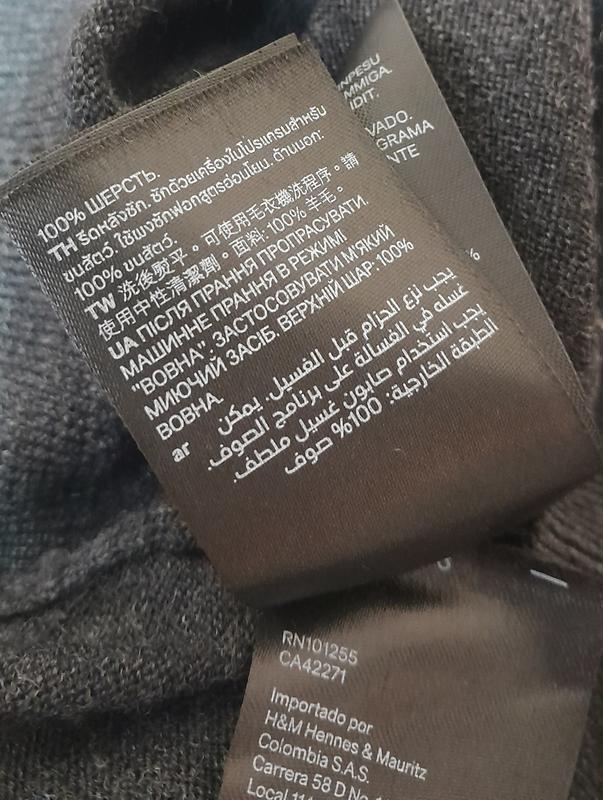 100% ШЕРСТЬ.
TH รีดหลังซัก. ซักด้วยเครื่องในโปรแกรมสำหรับ
ขนสัตว์. ใช้ผงซักฟอกสูตรอ่อนโยน. ด้านนอก:
100% ขนสัตว์.
TW 洗後熨平。可使用毛衣機洗程序。請
使用中性清潔劑。面料: 100% 羊毛。
UA ПІСЛЯ ПРАННЯ ПРОПРАСУВАТИ.
МАШИННЕ ПРАННЯ В РЕЖИМІ
"ВОВНА". ЗАСТОСОВУВАТИ М'ЯКИЙ
МИЮЧИЙ ЗАСІБ. ВЕРХНІЙ ШАР: 100%
ВОВНА.
ar يجب نزع الحزام قبل الغسيل. يمكن
غسله في الغسالة على برنامج الصوف.
يجب استخدام صابون غسيل ملطف.
الطبقة الخارجية: 100% صوف
MMIGA.
IDIT.
VADO.
GRAMA
NTE
%
RN101255
CA42271
Importado por
H&M Hennes & Mauritz
Colombia S.A.S.
Carrera 58 D
Local